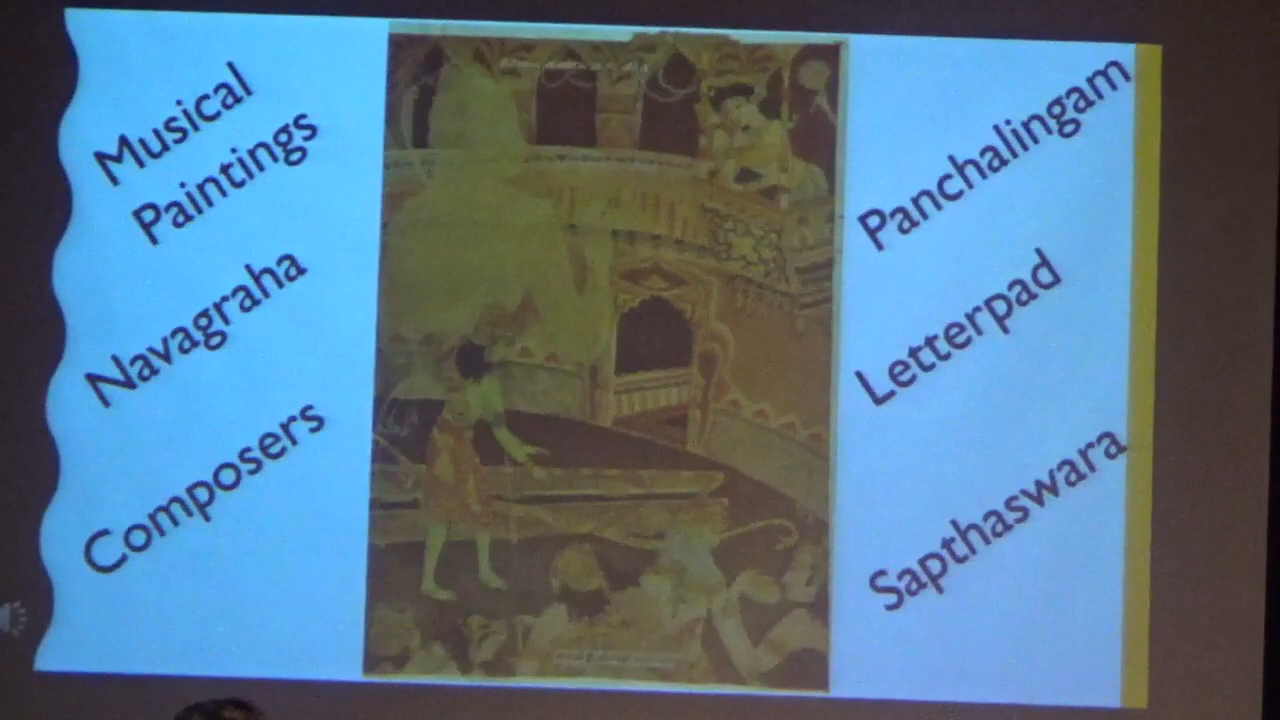 Musical
Paintings
Navagraha
Composers
Panchalingam
Letterpad
Sapthaswara